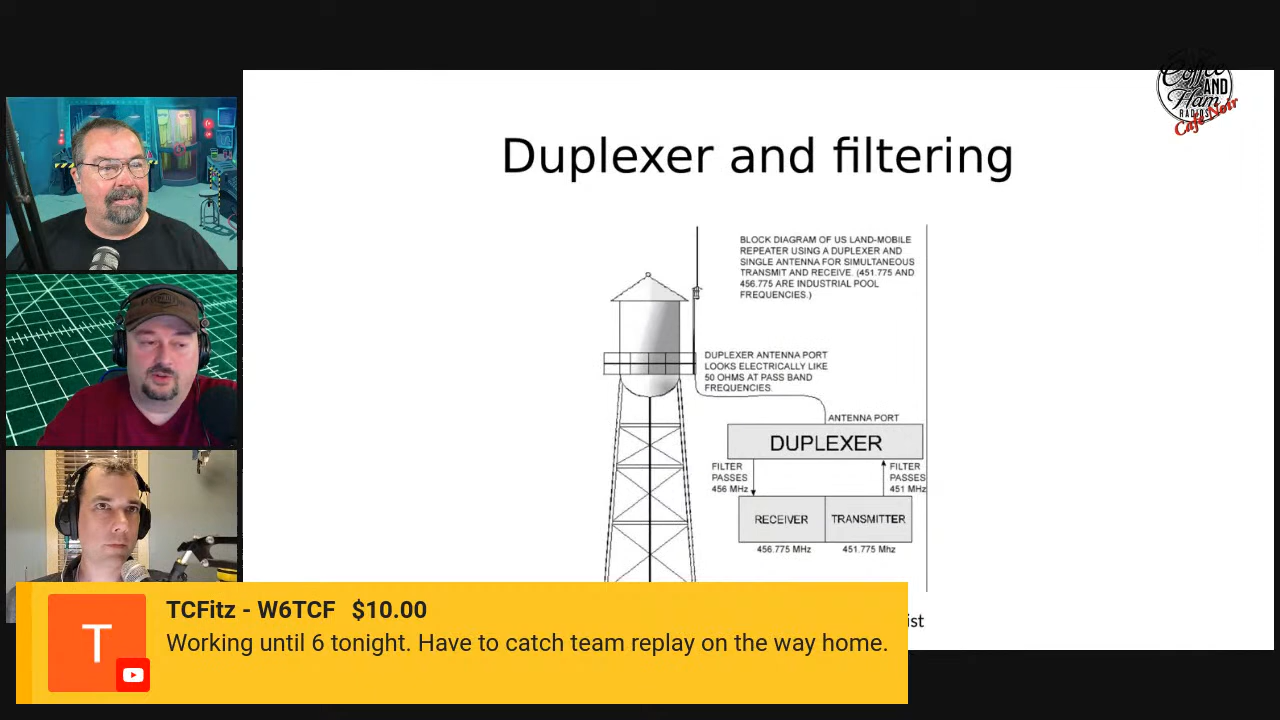 Coffee
AND
Ham
RADIOS
Café Noir
Duplexer and filtering
BLOCK DIAGRAM OF US LAND-MOBILE
REPEATER USING A DUPLEXER AND
SINGLE ANTENNA FOR SIMULTANEOUS
TRANSMIT AND RECEIVE. (451.775 AND
456.775 ARE INDUSTRIAL POOL
FREQUENCIES.)
DUPLEXER ANTENNA PORT
LOOKS ELECTRICALLY LIKE
50 OHMS AT PASS BAND
FREQUENCIES.
ANTENNA PORT
DUPLEXER
FILTER
PASSES
456 MHz
FILTER
PASSES
451 MHz
RECEIVER
TRANSMITTER
456.775 MHz
451.775 Mhz
ist
T
TCFitz - W6TCF $10.00
Working until 6 tonight. Have to catch team replay on the way home.